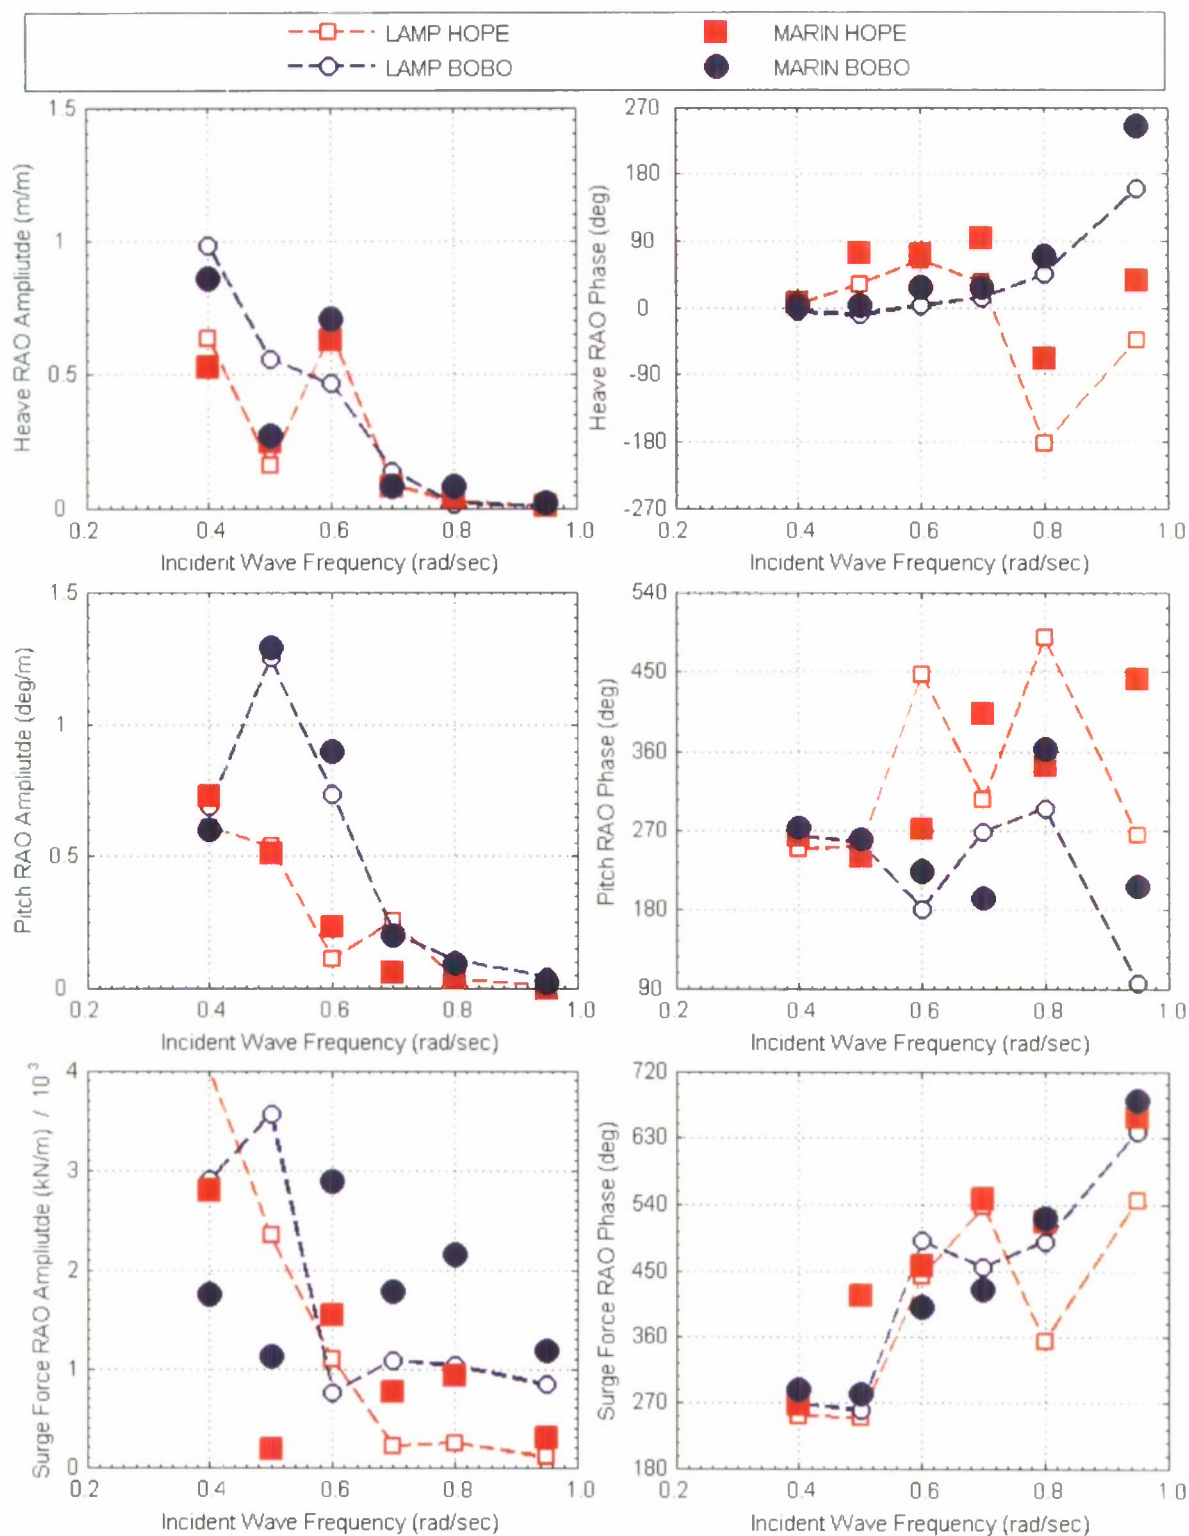 LAMP HOPE
MARIN HOPE
LAMP BOBO
MARIN BOBO
1.5
1
0.5
0
0.2 0.4 0.6 0.8 1.0
Heave RAO Ampliutde (m/m)
Incident Wave Frequency (rad/sec)
270
180
90
0
-90
-180
-270
0.2 0.4 0.6 0.8 1.0
Heave RAO Phase (deg)
Incident Wave Frequency (rad/sec)
1.5
1
0.5
0
0.2 0.4 0.6 0.8 1.0
Pitch RAO Ampliutde (deg/m)
Incident Wave Frequency (rad/sec)
540
450
360
270
180
90
0.2 0.4 0.6 0.8 1.0
Pitch RAO Phase (deg)
Incident Wave Frequency (rad/sec)
4
3
2
1
0
0.2 0.4 0.6 0.8 1.0
Surge Force RAO Ampliutde (kN/m) / 10³
Incident Wave Frequency (rad/sec)
720
630
540
450
360
270
180
0.2 0.4 0.6 0.8 1.0
Surge Force RAO Phase (deg)
Incident Wave Frequency (rad/sec)